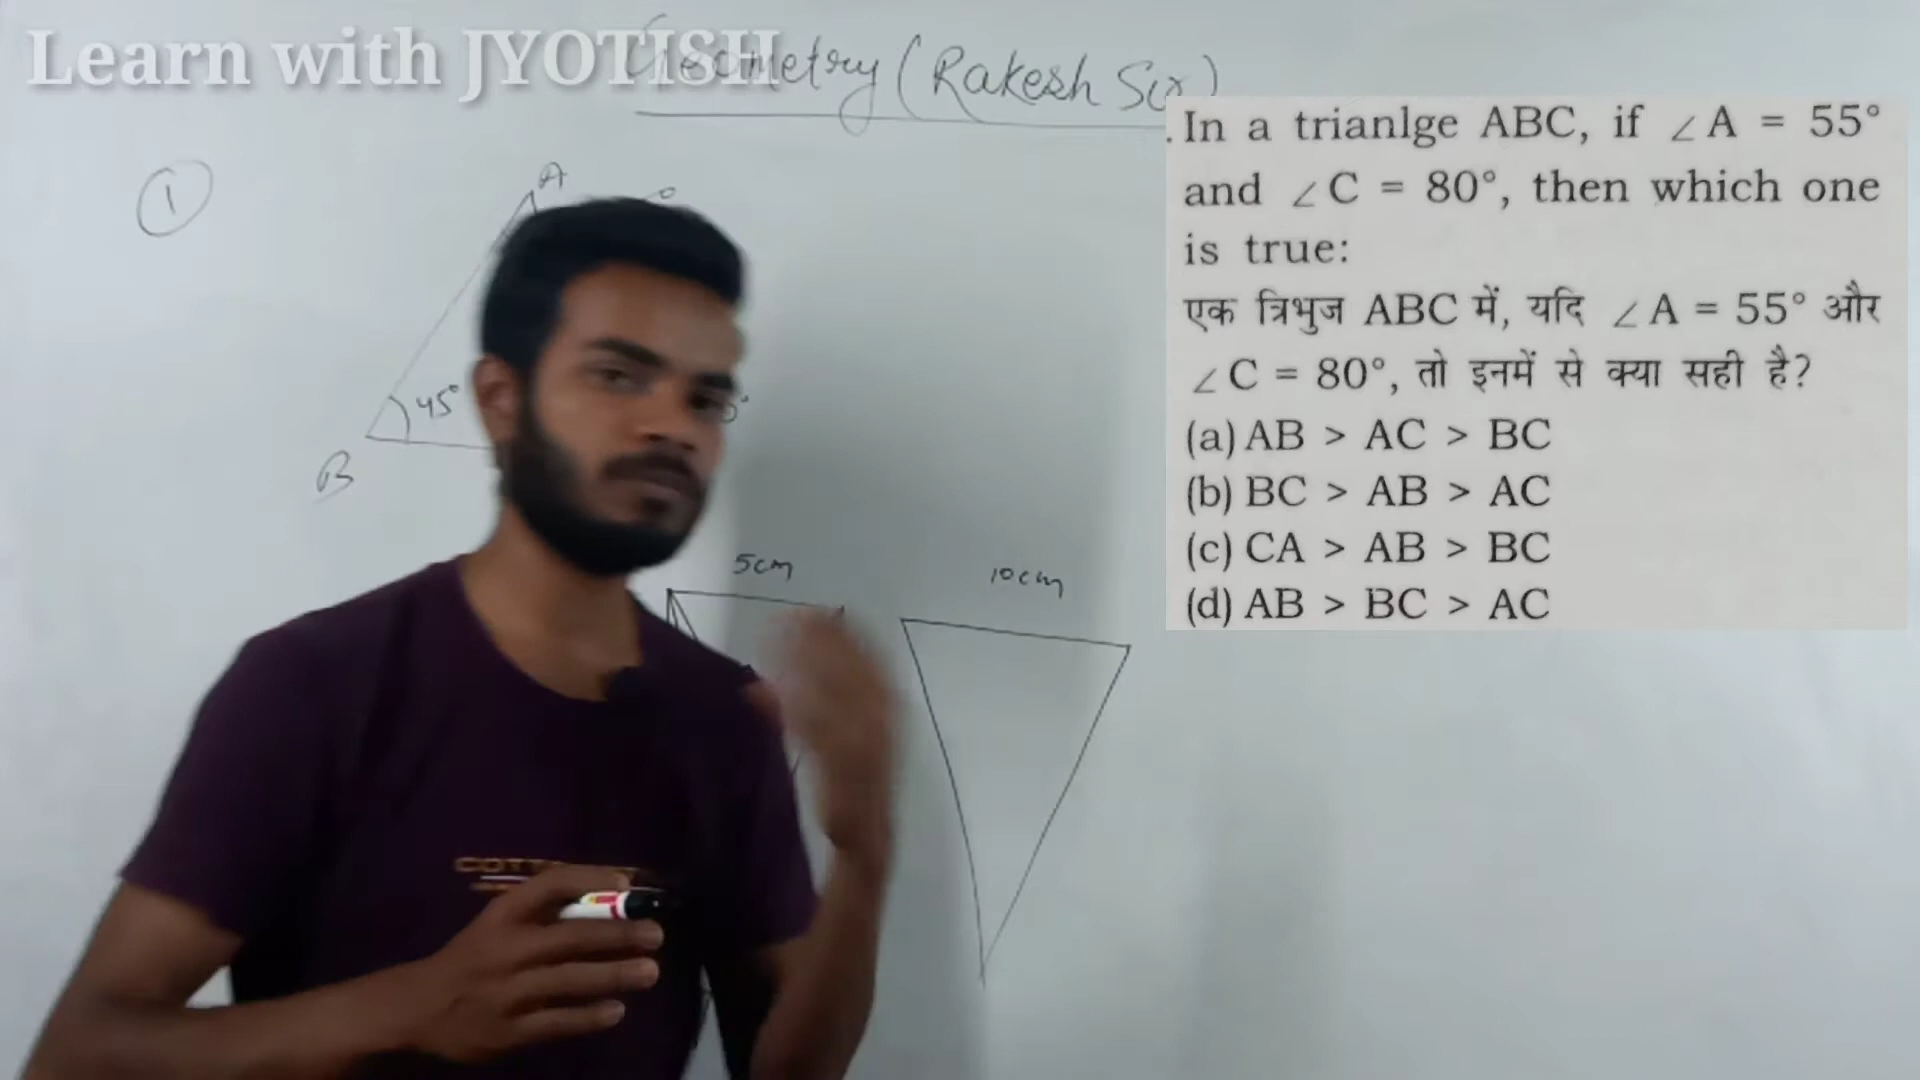 Learn with JYOTISH
Geometry (Rakesh Sir)
1
A
45°
B
5cm
10cm
. In a trianlge ABC, if ∠A = 55°
and ∠C = 80°, then which one
is true:
एक त्रिभुज ABC में, यदि ∠A = 55° और
∠C = 80°, तो इनमें से क्या सही है?
(a) AB > AC > BC
(b) BC > AB > AC
(c) CA > AB > BC
(d) AB > BC > AC